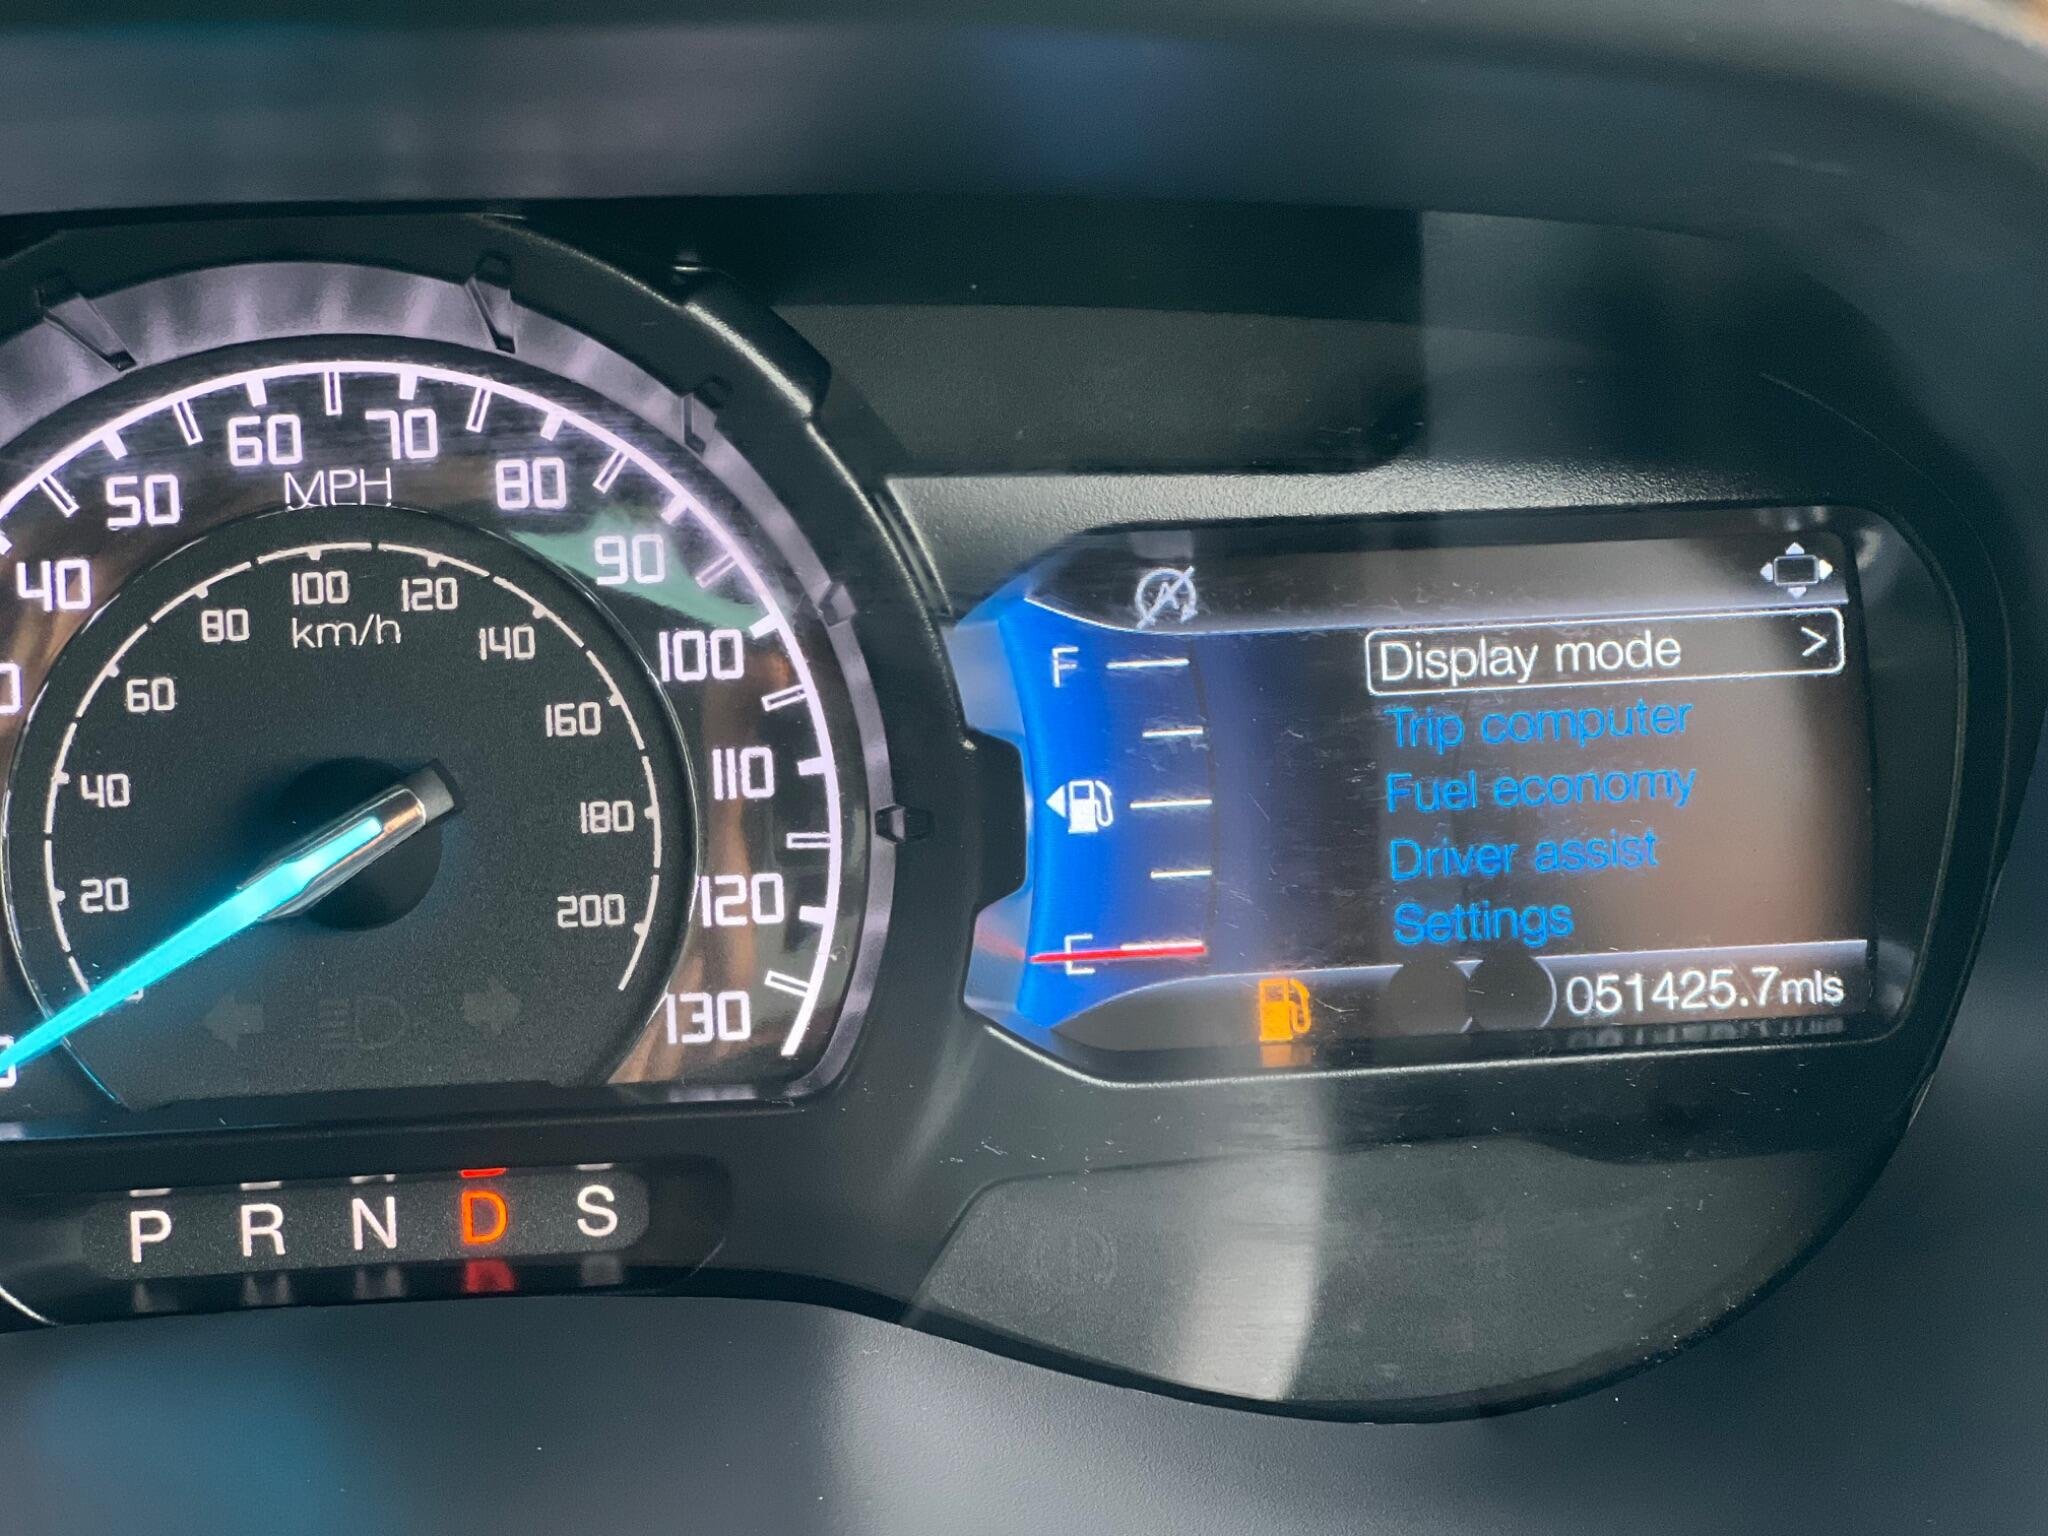 60 70
50 MPH 80
40 90
100
110
120
130
100 120
80 km/h 140
60 160
40 180
20 200
0
P R N D S
F
E
Display mode >
Trip computer
Fuel economy
Driver assist
Settings
051425.7mls